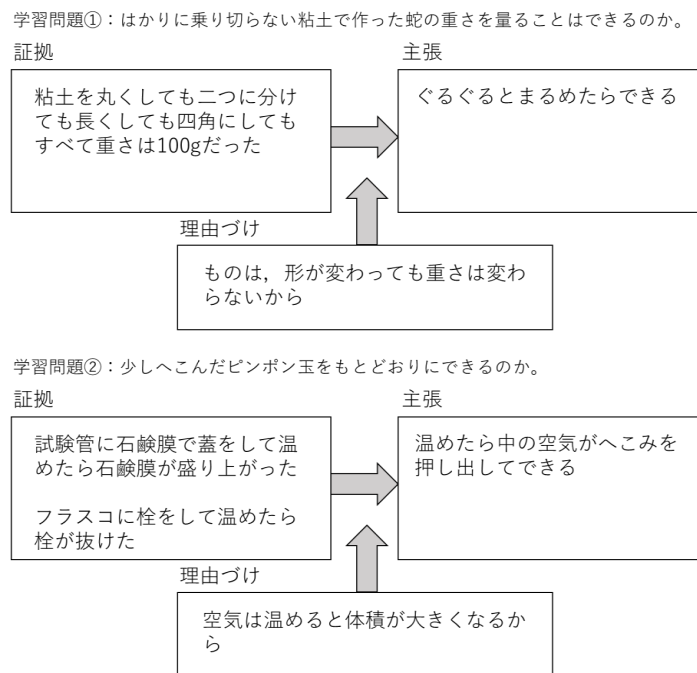 学習問題①：はかりに乗り切らない粘土で作った蛇の重さを量ることはできるのか。
証拠
主張
粘土を丸くしても二つに分け
ても長くしても四角にしても
すべて重さは100gだった
ぐるぐるとまるめたらできる
理由づけ
ものは，形が変わっても重さは変わ
らないから
学習問題②：少しへこんだピンポン玉をもとどおりにできるのか。
証拠
主張
試験管に石鹸膜で蓋をして温
めたら石鹸膜が盛り上がった
フラスコに栓をして温めたら
栓が抜けた
温めたら中の空気がへこみを
押し出してできる
理由づけ
空気は温めると体積が大きくなるか
ら